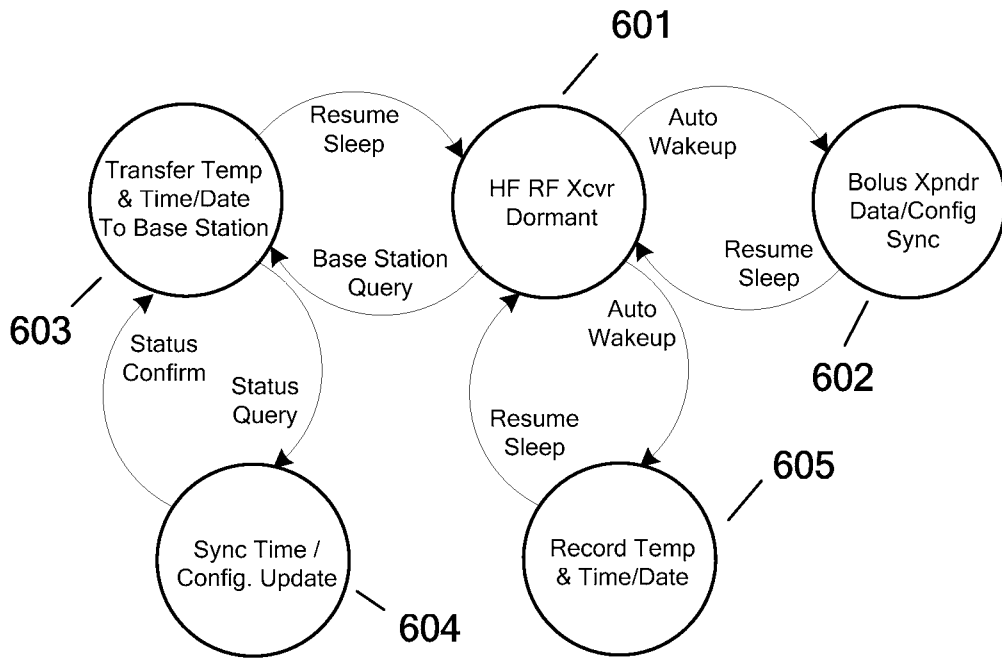 601
Resume
Sleep
Auto
Wakeup
Transfer Temp
& Time/Date
To Base Station
HF RF Xcvr
Dormant
Bolus Xpndr
Data/Config
Sync
Base Station
Query
Resume
Sleep
603
Auto
Wakeup
602
Status
Confirm
Status
Query
Resume
Sleep
605
Sync Time /
Config. Update
Record Temp
& Time/Date
604